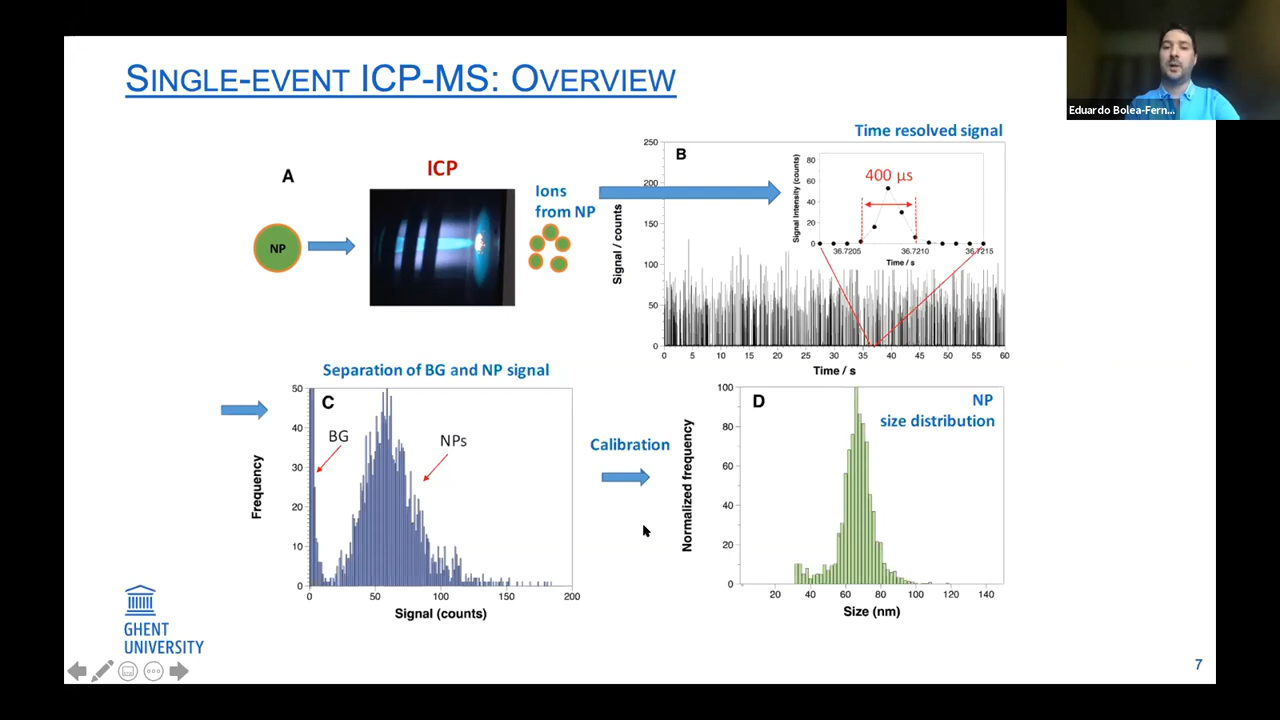 SINGLE-EVENT ICP-MS: OVERVIEW
Eduardo Bolea-Fern...
A
ICP
NP
Ions
from NP
Time resolved signal
B
250
200
150
100
50
0
Signal / counts
0 5 10 15 20 25 30 35 40 45 50 55 60
Time / s
Signal Intensity (counts)
80
60
40
20
0
400 µs
36.7205 36.7210 36.7215
Time / s
Separation of BG and NP signal
C
50
40
30
20
10
0
Frequency
BG
NPs
0 50 100 150 200
Signal (counts)
Calibration
D
NP
size distribution
100
80
60
40
20
0
Normalized frequency
20 40 60 80 100 120 140
Size (nm)
GHENT
UNIVERSITY
7